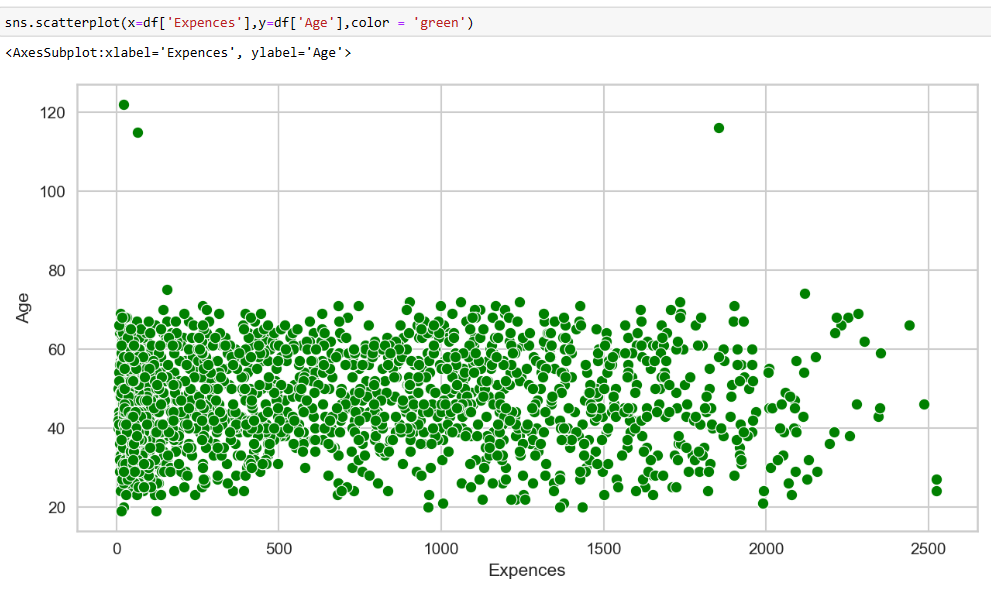 sns.scatterplot(x=df['Expences'],y=df['Age'],color = 'green')
<AxesSubplot:xlabel='Expences', ylabel='Age'>
120
100
80
60
40
20
Age
0 500 1000 1500 2000 2500
Expences